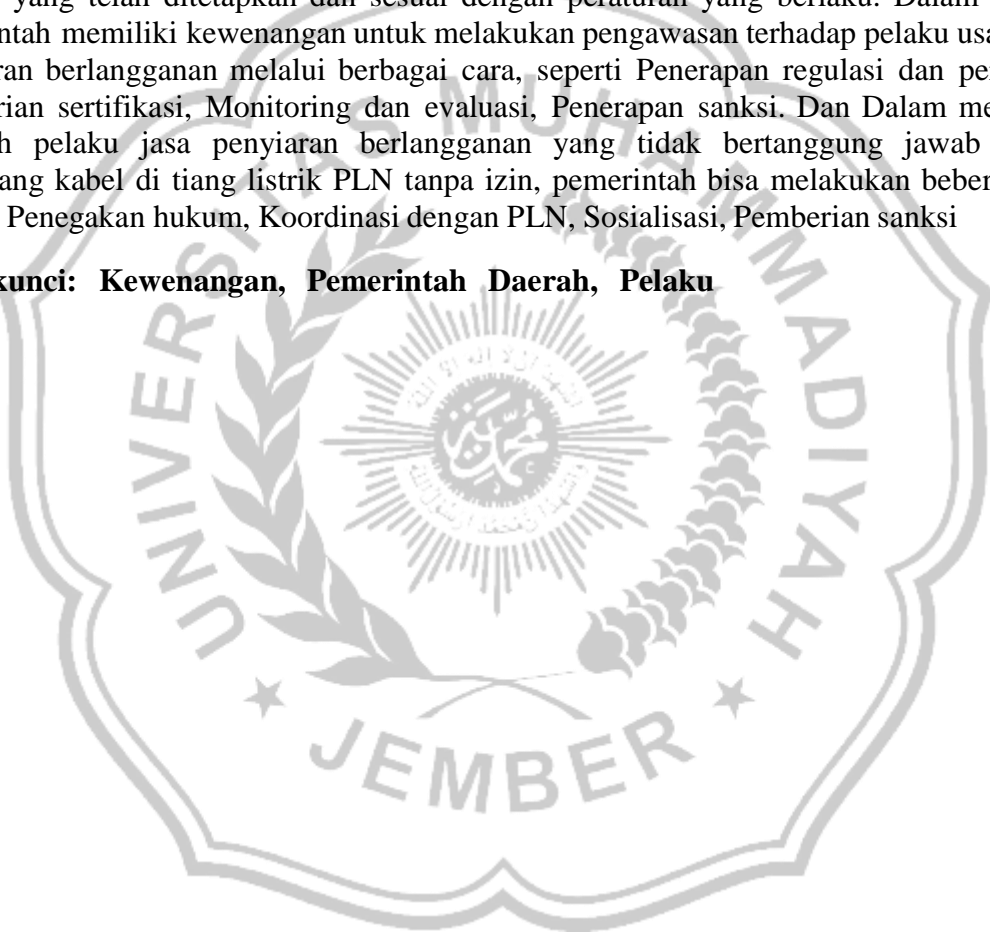 yang telah ditetapkan dan sesuai dengan peraturan yang berlaku. Dalam
ntah memiliki kewenangan untuk melakukan pengawasan terhadap pelaku usa
ran berlangganan melalui berbagai cara, seperti Penerapan regulasi dan pe
rian sertifikasi, Monitoring dan evaluasi, Penerapan sanksi. Dan Dalam me
h pelaku jasa penyiaran berlangganan yang tidak bertanggung jawab
ang kabel di tiang listrik PLN tanpa izin, pemerintah bisa melakukan beber
Penegakan hukum, Koordinasi dengan PLN, Sosialisasi, Pemberian sanksi
kunci: Kewenangan, Pemerintah Daerah, Pelaku
UNIVERSITAS MUHAMMADIYAH
JEMBER